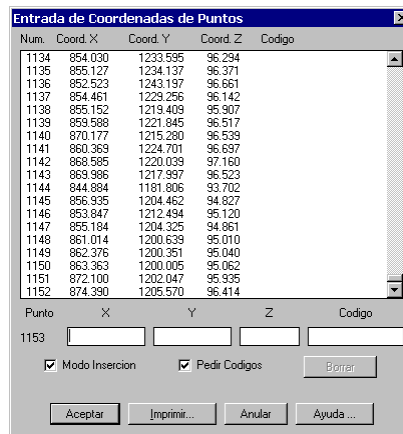 Entrada de Coordenadas de Puntos
Num. Coord. X Coord. Y Coord. Z Codigo
1134 854.030 1233.595 96.294
1135 855.127 1234.137 96.371
1136 852.523 1243.197 96.661
1137 854.461 1229.256 96.142
1138 855.152 1219.409 95.907
1139 859.588 1221.845 96.517
1140 870.177 1215.280 96.539
1141 860.369 1224.701 96.697
1142 868.585 1220.039 97.160
1143 869.986 1217.997 96.523
1144 844.884 1181.806 93.702
1145 856.935 1204.462 94.827
1146 853.847 1212.494 95.120
1147 855.184 1204.325 94.861
1148 861.014 1200.639 95.010
1149 862.376 1200.351 95.040
1150 863.363 1200.005 95.062
1151 872.100 1202.047 95.935
1152 874.390 1205.570 96.414
Punto X Y Z Codigo
1153
Modo Insercion Pedir Codigos Borrar
Aceptar Imprimir... Anular Ayuda ...